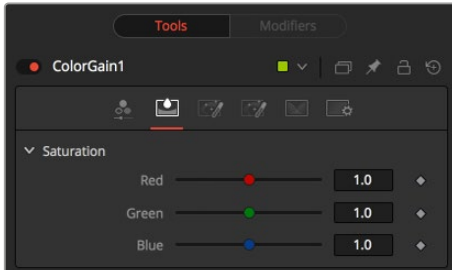 Tools Modifiers
ColorGain1
Saturation
Red 1.0
Green 1.0
Blue 1.0